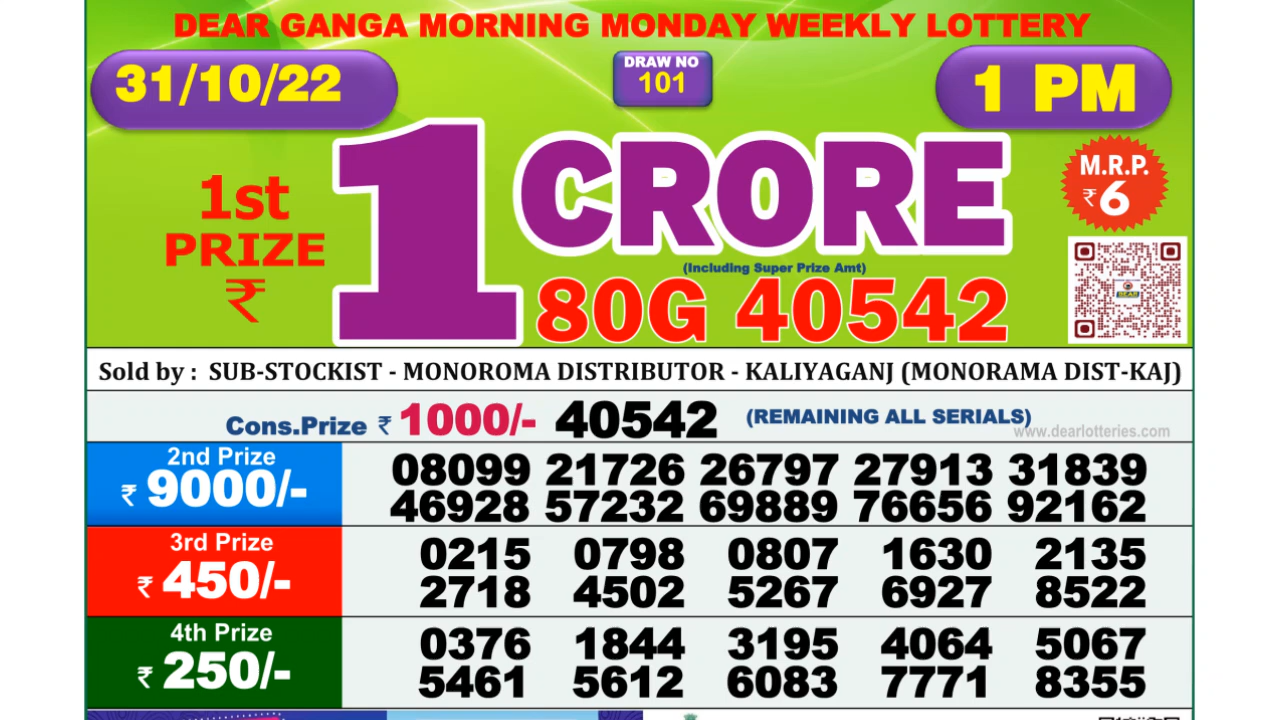 DEAR GANGA MORNING MONDAY WEEKLY LOTTERY
31/10/22
DRAW NO
101
1 PM
1st
PRIZE
₹
1 CRORE
(Including Super Prize Amt)
80G 40542
M.R.P.
₹6
DEAR
Sold by : SUB-STOCKIST - MONOROMA DISTRIBUTOR - KALIYAGANJ (MONORAMA DIST-KAJ)
Cons.Prize ₹ 1000/- 40542 (REMAINING ALL SERIALS)
www.dearlotteries.com
2nd Prize
₹ 9000/-
08099 21726 26797 27913 31839
46928 57232 69889 76656 92162
3rd Prize
₹ 450/-
0215 0798 0807 1630 2135
2718 4502 5267 6927 8522
4th Prize
₹ 250/-
0376 1844 3195 4064 5067
5461 5612 6083 7771 8355